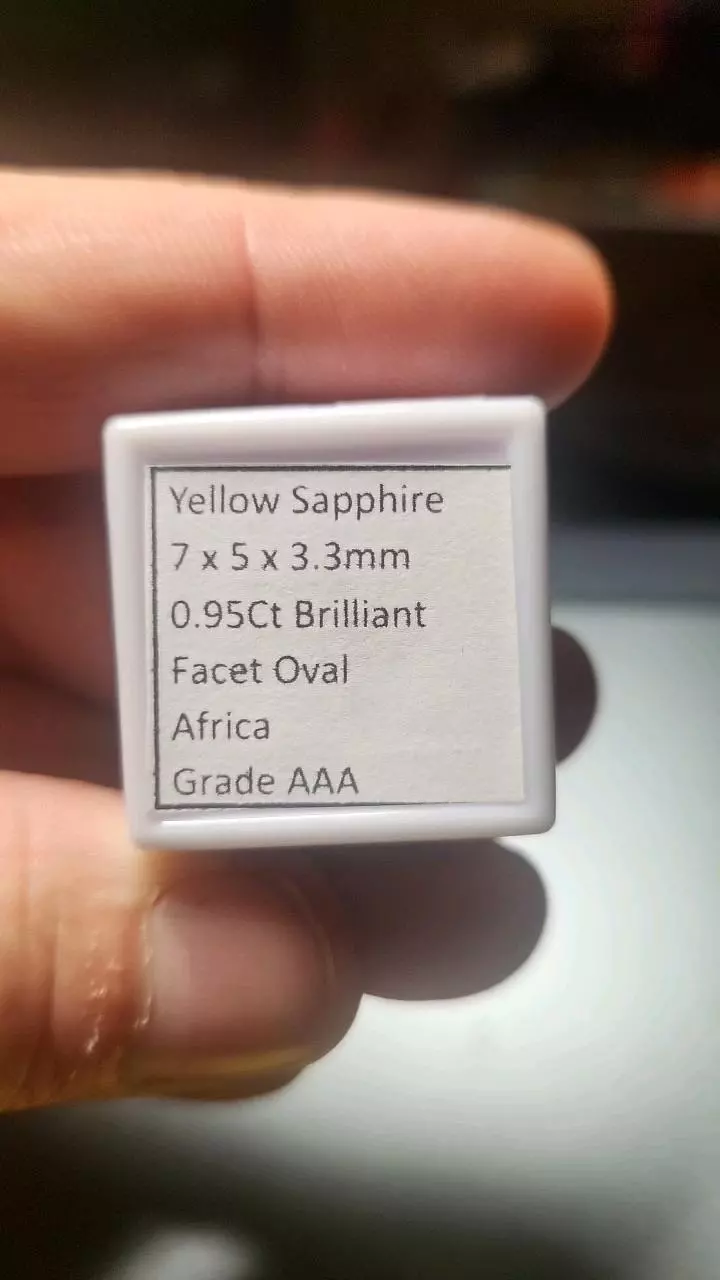 Yellow Sapphire
7 x 5 x 3.3mm
0.95Ct Brilliant
Facet Oval
Africa
Grade AAA